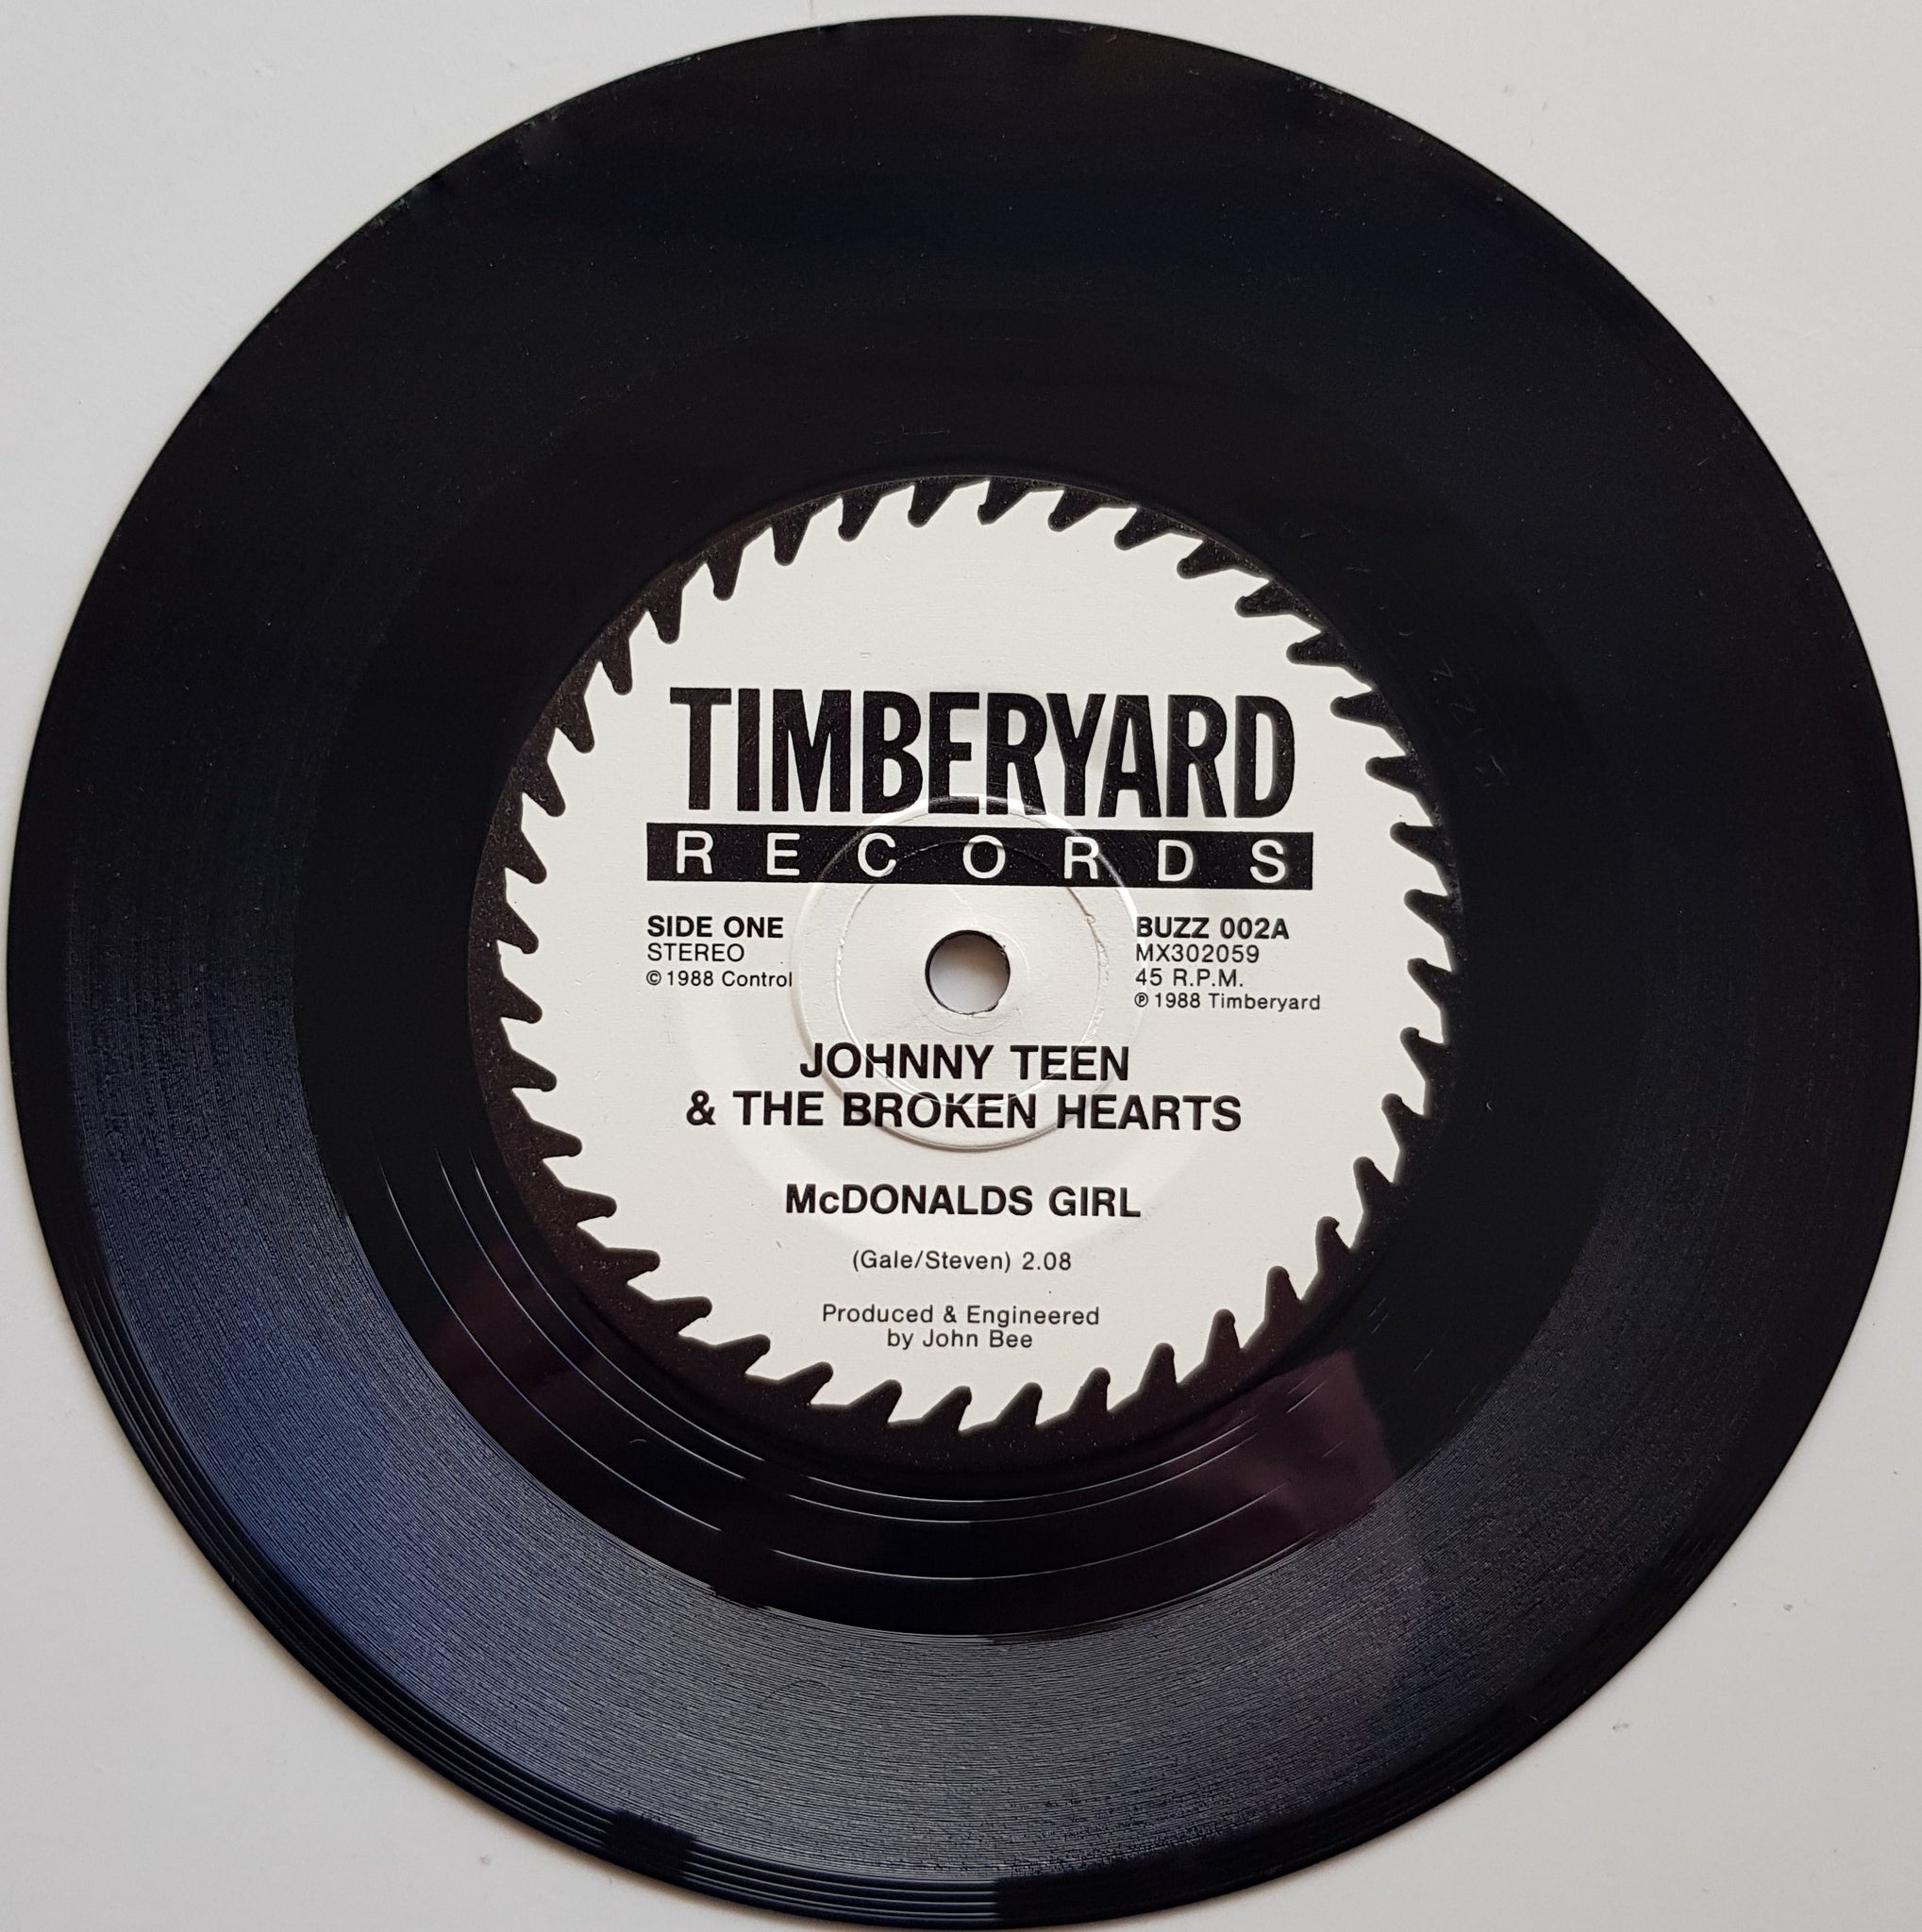 TIMBERYARD
RECORDS
SIDE ONE
STEREO
© 1988 Control
BUZZ 002A
MX302059
45 R.P.M.
℗ 1988 Timberyard
JOHNNY TEEN
& THE BROKEN HEARTS
McDONALDS GIRL
(Gale/Steven) 2.08
Produced & Engineered
by John Bee